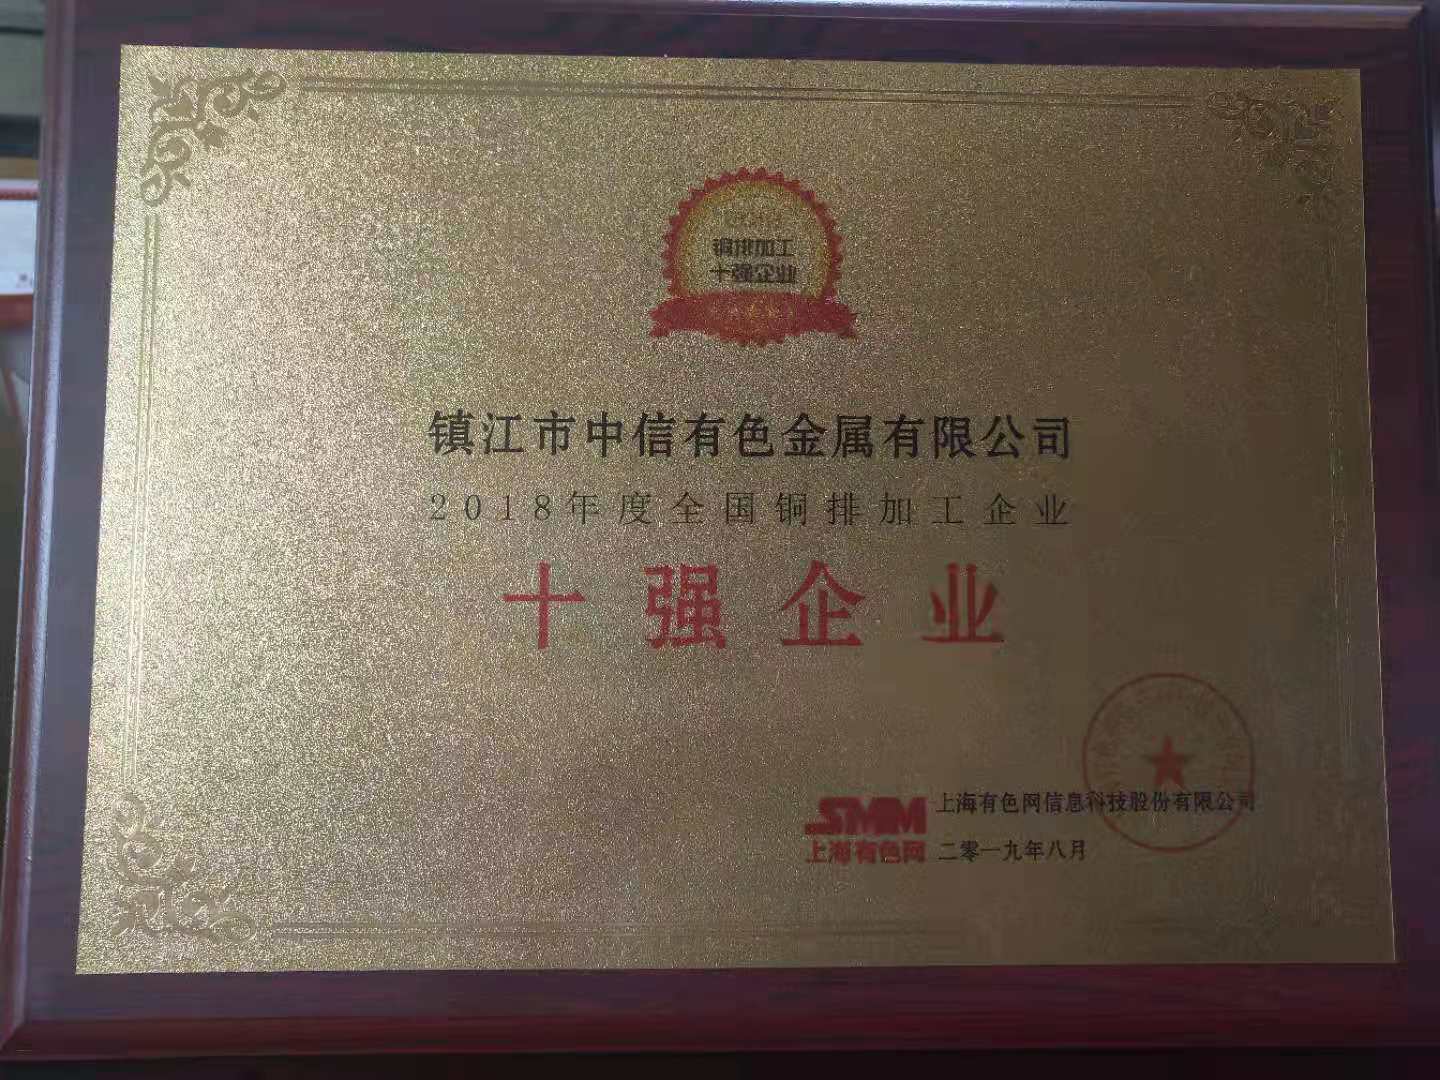 铜排加工
十强企业
镇江市中信有色金属有限公司
2018年度全国铜排加工企业
十强企业
SMM 上海有色网信息科技股份有限公司
上海有色网 二零一九年八月